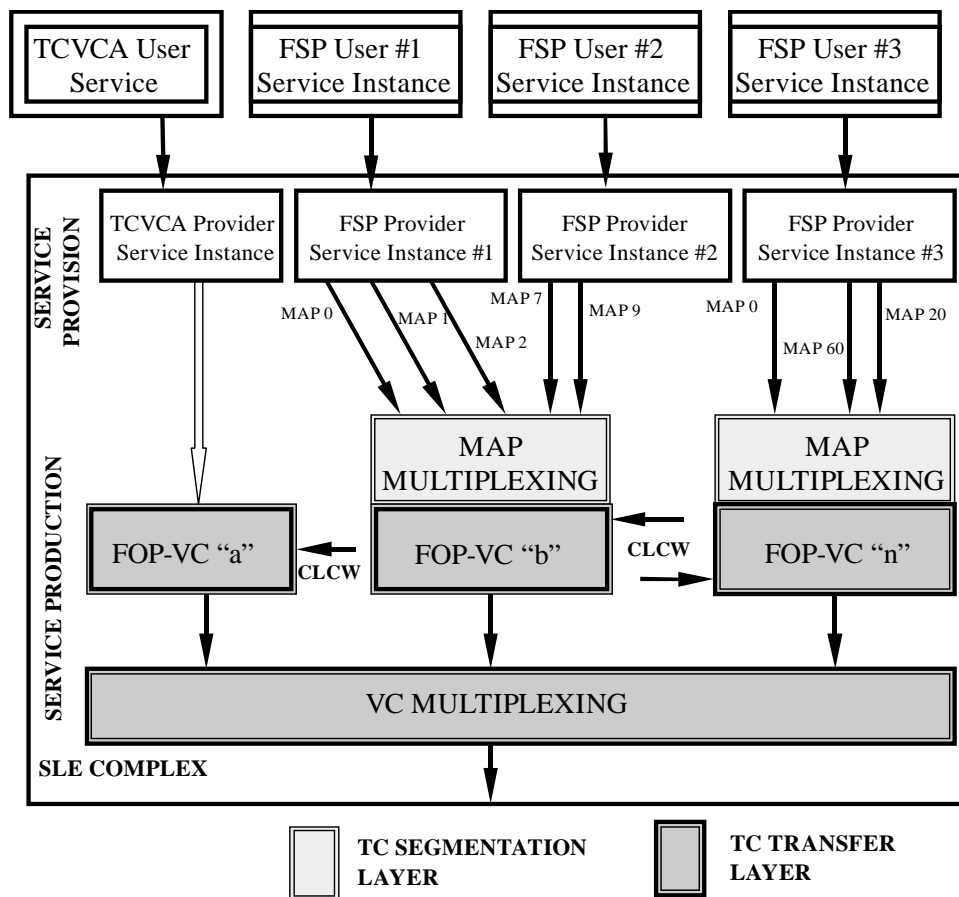 TCVCA User
Service
FSP User #1
Service Instance
FSP User #2
Service Instance
FSP User #3
Service Instance
SERVICE
PROVISION
TCVCA Provider
Service Instance
FSP Provider
Service Instance #1
FSP Provider
Service Instance #2
FSP Provider
Service Instance #3
MAP 0
MAP 1
MAP 2
MAP 7
MAP 9
MAP 0
MAP 60
MAP 20
SERVICE PRODUCTION
MAP
MULTIPLEXING
MAP
MULTIPLEXING
FOP-VC “a”
CLCW
FOP-VC “b”
CLCW
FOP-VC “n”
VC MULTIPLEXING
SLE COMPLEX
TC SEGMENTATION
LAYER
TC TRANSFER
LAYER